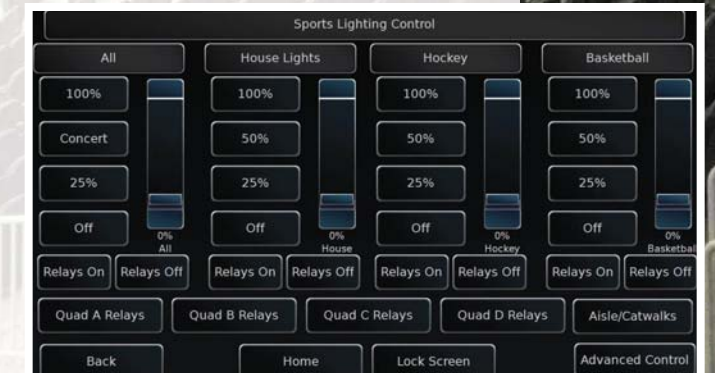 Sports Lighting Control
All House Lights Hockey Basketball
100% 100% 100% 100%
Concert 50% 50% 50%
25% 25% 25% 25%
Off Off Off Off
0% 0% 0% 0%
All House Hockey Basketbal
Relays On Relays Off Relays On Relays Off Relays On Relays Off Relays On Relays Off
Quad A Relays Quad B Relays Quad C Relays Quad D Relays Aisle/Catwalks
Back Home Lock Screen Advanced Control